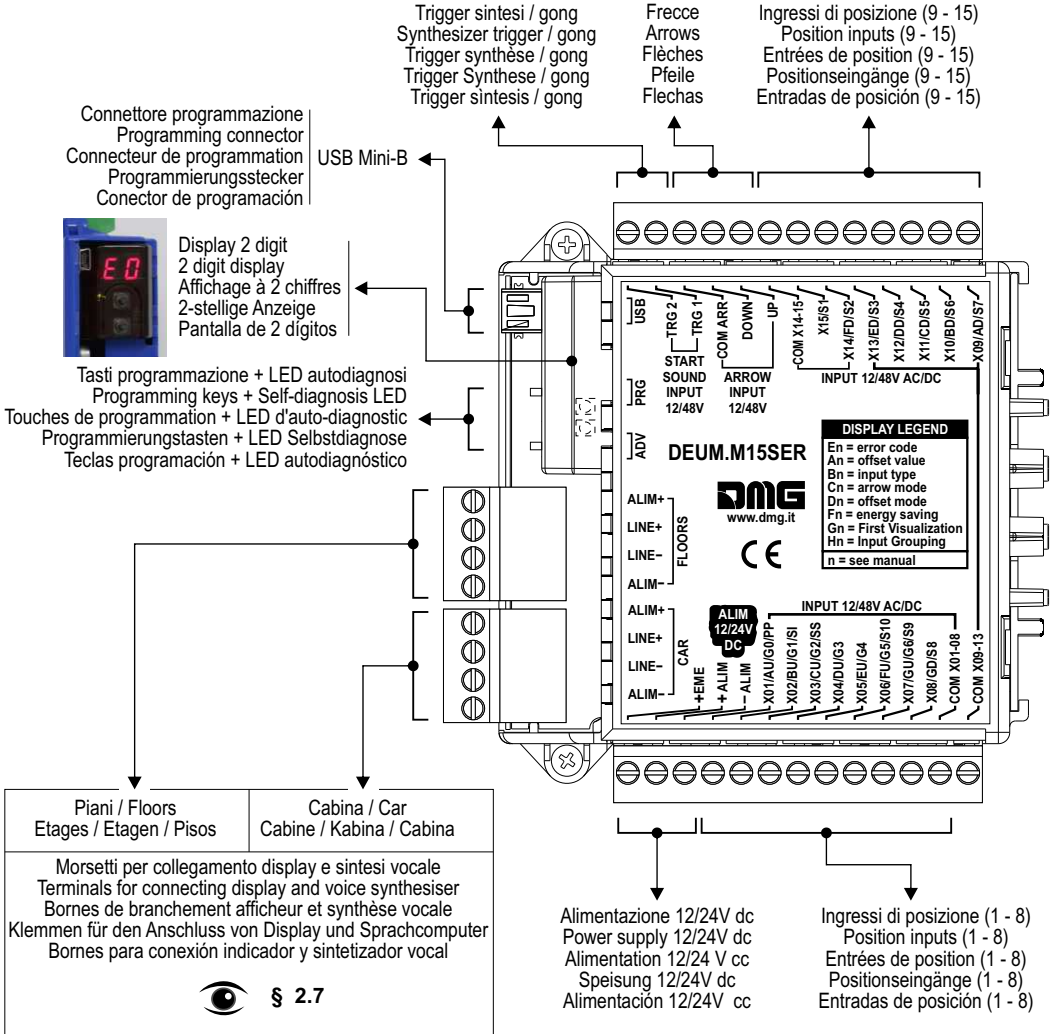 Trigger sintesi / gong
Synthesizer trigger / gong
Trigger synthèse / gong
Trigger Synthese / gong
Trigger sìntesis / gong
Frecce
Arrows
Flèches
Pfeile
Flechas
Ingressi di posizione (9 - 15)
Position inputs (9 - 15)
Entrées de position (9 - 15)
Positionseingänge (9 - 15)
Entradas de posición (9 - 15)
Connettore programmazione
Programming connector
Connecteur de programmation
Programmierungsstecker
Conector de programación
USB Mini-B
E0
Display 2 digit
2 digit display
Affichage à 2 chiffres
2-stellige Anzeige
Pantalla de 2 dígitos
Tasti programmazione + LED autodiagnosi
Programming keys + Self-diagnosis LED
Touches de programmation + LED d'auto-diagnostic
Programmierungstasten + LED Selbstdiagnose
Teclas programación + LED autodiagnóstico
USB
PRG
ADV
TRG 2
TRG 1
START
SOUND
INPUT
12/48V
COM ARR
DOWN
UP
ARROW
INPUT
12/48V
COM X14-15
X15/S1
X14/FD/S2
X13/ED/S3
X12/DD/S4
X11/CD/S5
X10/BD/S6
X09/AD/S7
INPUT 12/48V AC/DC
DEUM.M15SER
DMG
www.dmg.it
CE
DISPLAY LEGEND
En = error code
An = offset value
Bn = input type
Cn = arrow mode
Dn = offset mode
Fn = energy saving
Gn = First Visualization
Hn = Input Grouping
n = see manual
ALIM+
LINE+
LINE−
ALIM−
FLOORS
ALIM+
LINE+
LINE−
ALIM−
CAR
ALIM
12/24V
DC
+EME
+ ALIM
− ALIM
INPUT 12/48V AC/DC
X01/AU/G0/PP
X02/BU/G1/SI
X03/CU/G2/SS
X04/DU/G3
X05/EU/G4
X06/FU/G5/S10
X07/GU/G6/S9
X08/GD/S8
COM X01-08
COM X09-13
Piani / Floors
Etages / Etagen / Pisos
Cabina / Car
Cabine / Kabina / Cabina
Morsetti per collegamento display e sintesi vocale
Terminals for connecting display and voice synthesiser
Bornes de branchement afficheur et synthèse vocale
Klemmen für den Anschluss von Display und Sprachcomputer
Bornes para conexión indicador y sintetizador vocal
§ 2.7
Alimentazione 12/24V dc
Power supply 12/24V dc
Alimentation 12/24 V cc
Speisung 12/24V dc
Alimentación 12/24V cc
Ingressi di posizione (1 - 8)
Position inputs (1 - 8)
Entrées de position (1 - 8)
Positionseingänge (1 - 8)
Entradas de posición (1 - 8)